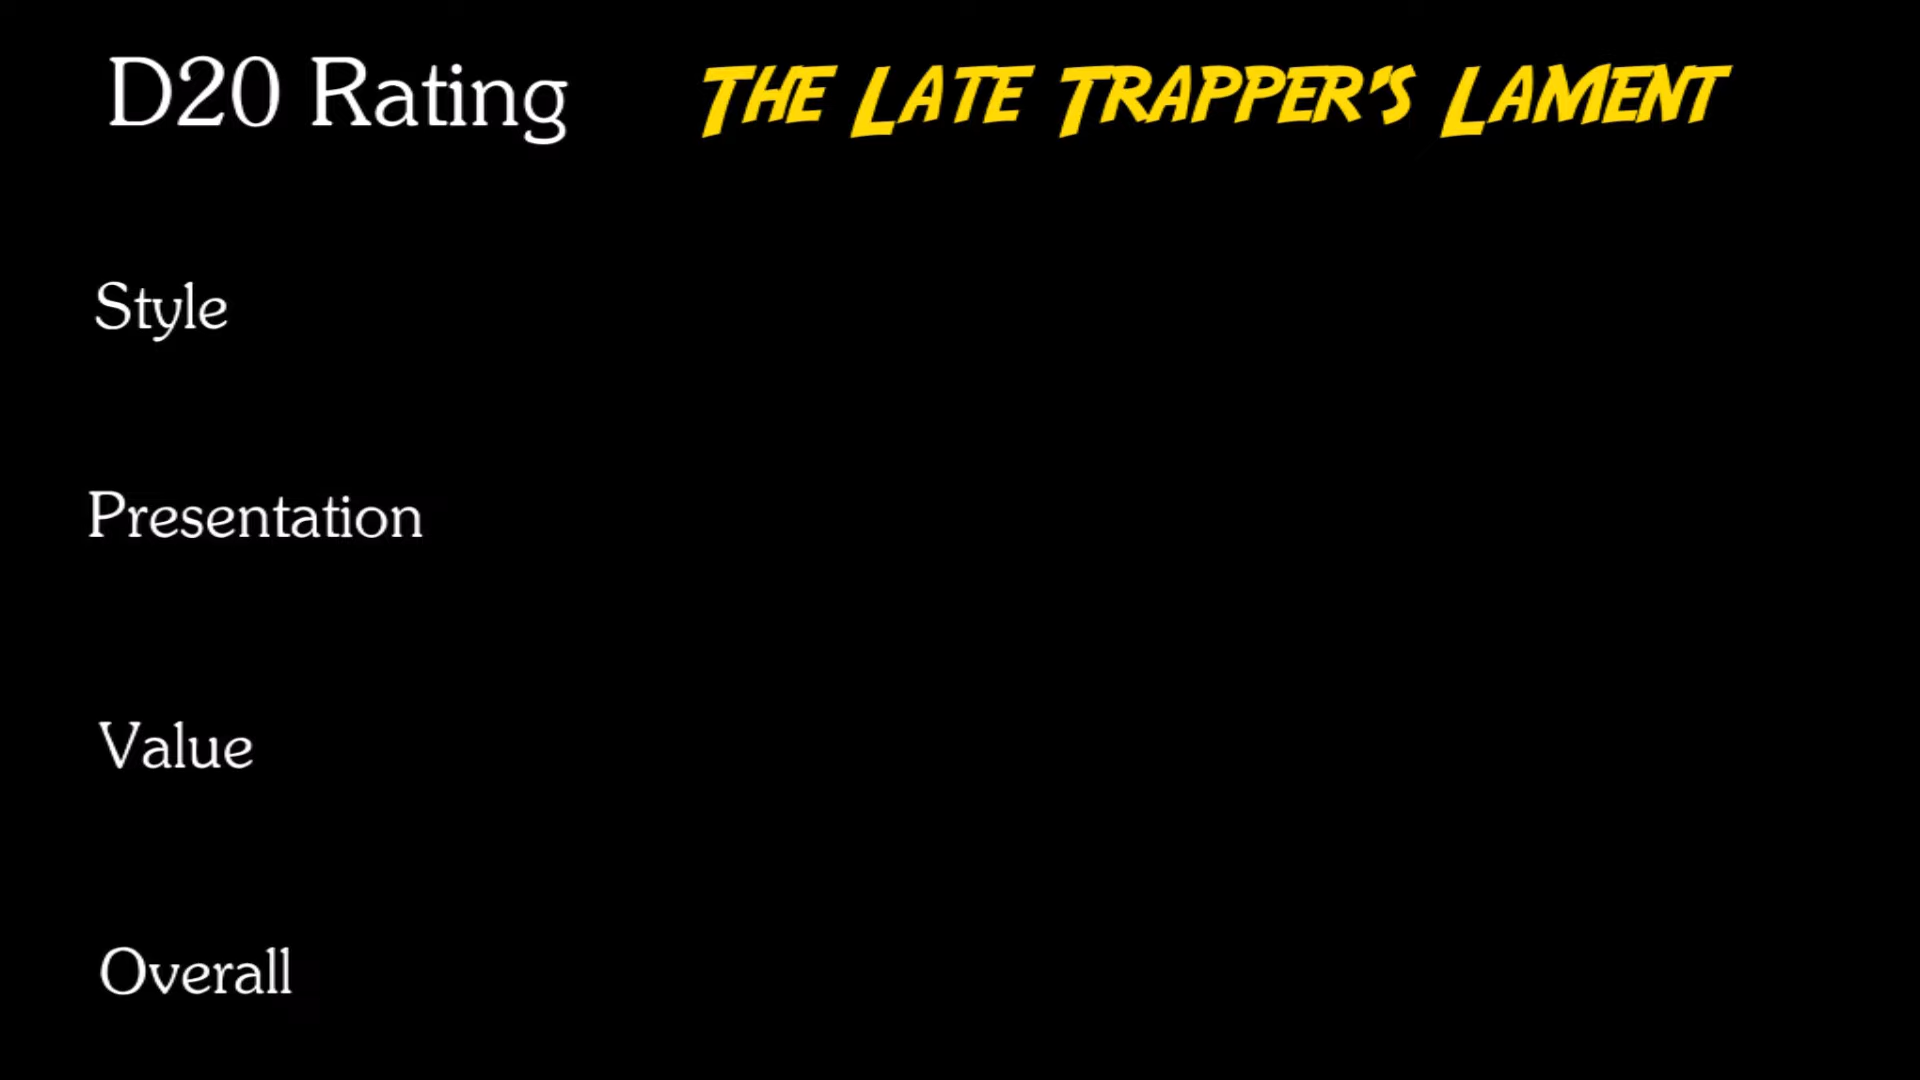 D20 Rating THE LATE TRAPPER'S LAMENT
Style
Presentation
Value
Overall